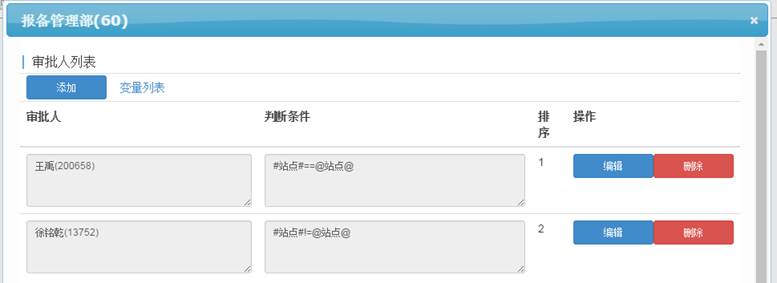 报备管理部(60)
×
审批人列表
添加 变量列表
审批人 判断条件 排序 操作
王禹(200658) #站点#==@站点@ 1 编辑 删除
徐铭乾(13752) #站点#!=@站点@ 2 编辑 删除